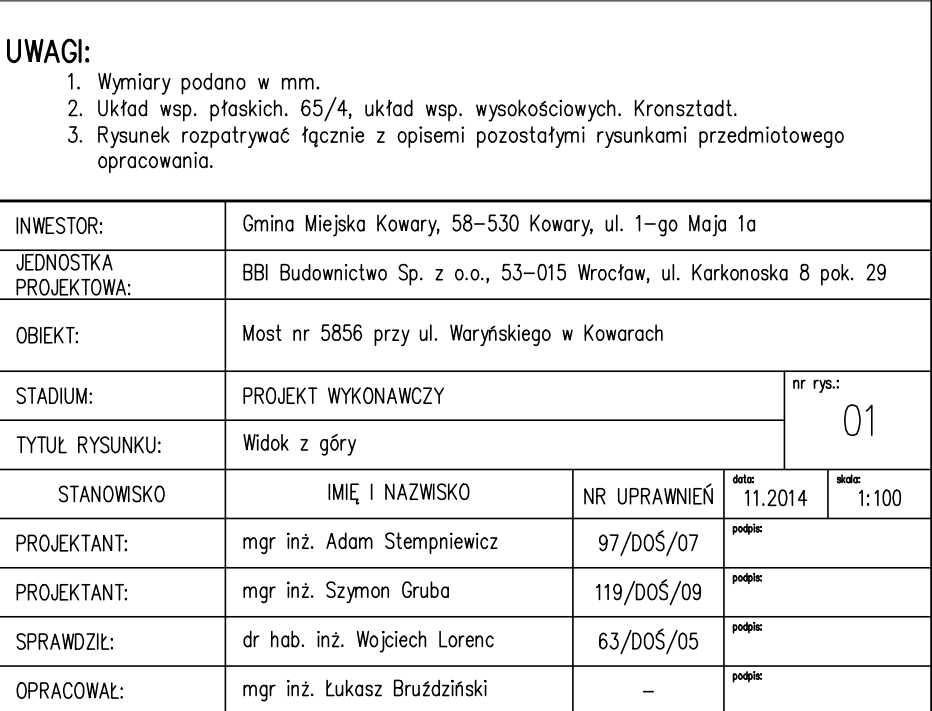 UWAGI:
1. Wymiary podano w mm.
2. Układ wsp. płaskich. 65/4, układ wsp. wysokościowych. Kronsztadt.
3. Rysunek rozpatrywać łącznie z opisemi pozostałymi rysunkami przedmiotowego
opracowania.
INWESTOR: Gmina Miejska Kowary, 58-530 Kowary, ul. 1-go Maja 1a
JEDNOSTKA
PROJEKTOWA: BBI Budownictwo Sp. z o.o., 53-015 Wrocław, ul. Karkonoska 8 pok. 29
OBIEKT: Most nr 5856 przy ul. Waryńskiego w Kowarach
STADIUM: PROJEKT WYKONAWCZY
nr rys.:
01
TYTUŁ RYSUNKU: Widok z góry
STANOWISKO IMIĘ I NAZWISKO NR UPRAWNIEŃ data: 11.2014 skala: 1:100
PROJEKTANT: mgr inż. Adam Stempniewicz 97/DOŚ/07 podpis:
PROJEKTANT: mgr inż. Szymon Gruba 119/DOŚ/09 podpis:
SPRAWDZIŁ: dr hab. inż. Wojciech Lorenc 63/DOŚ/05 podpis:
OPRACOWAŁ: mgr inż. Łukasz Bruździński - podpis: